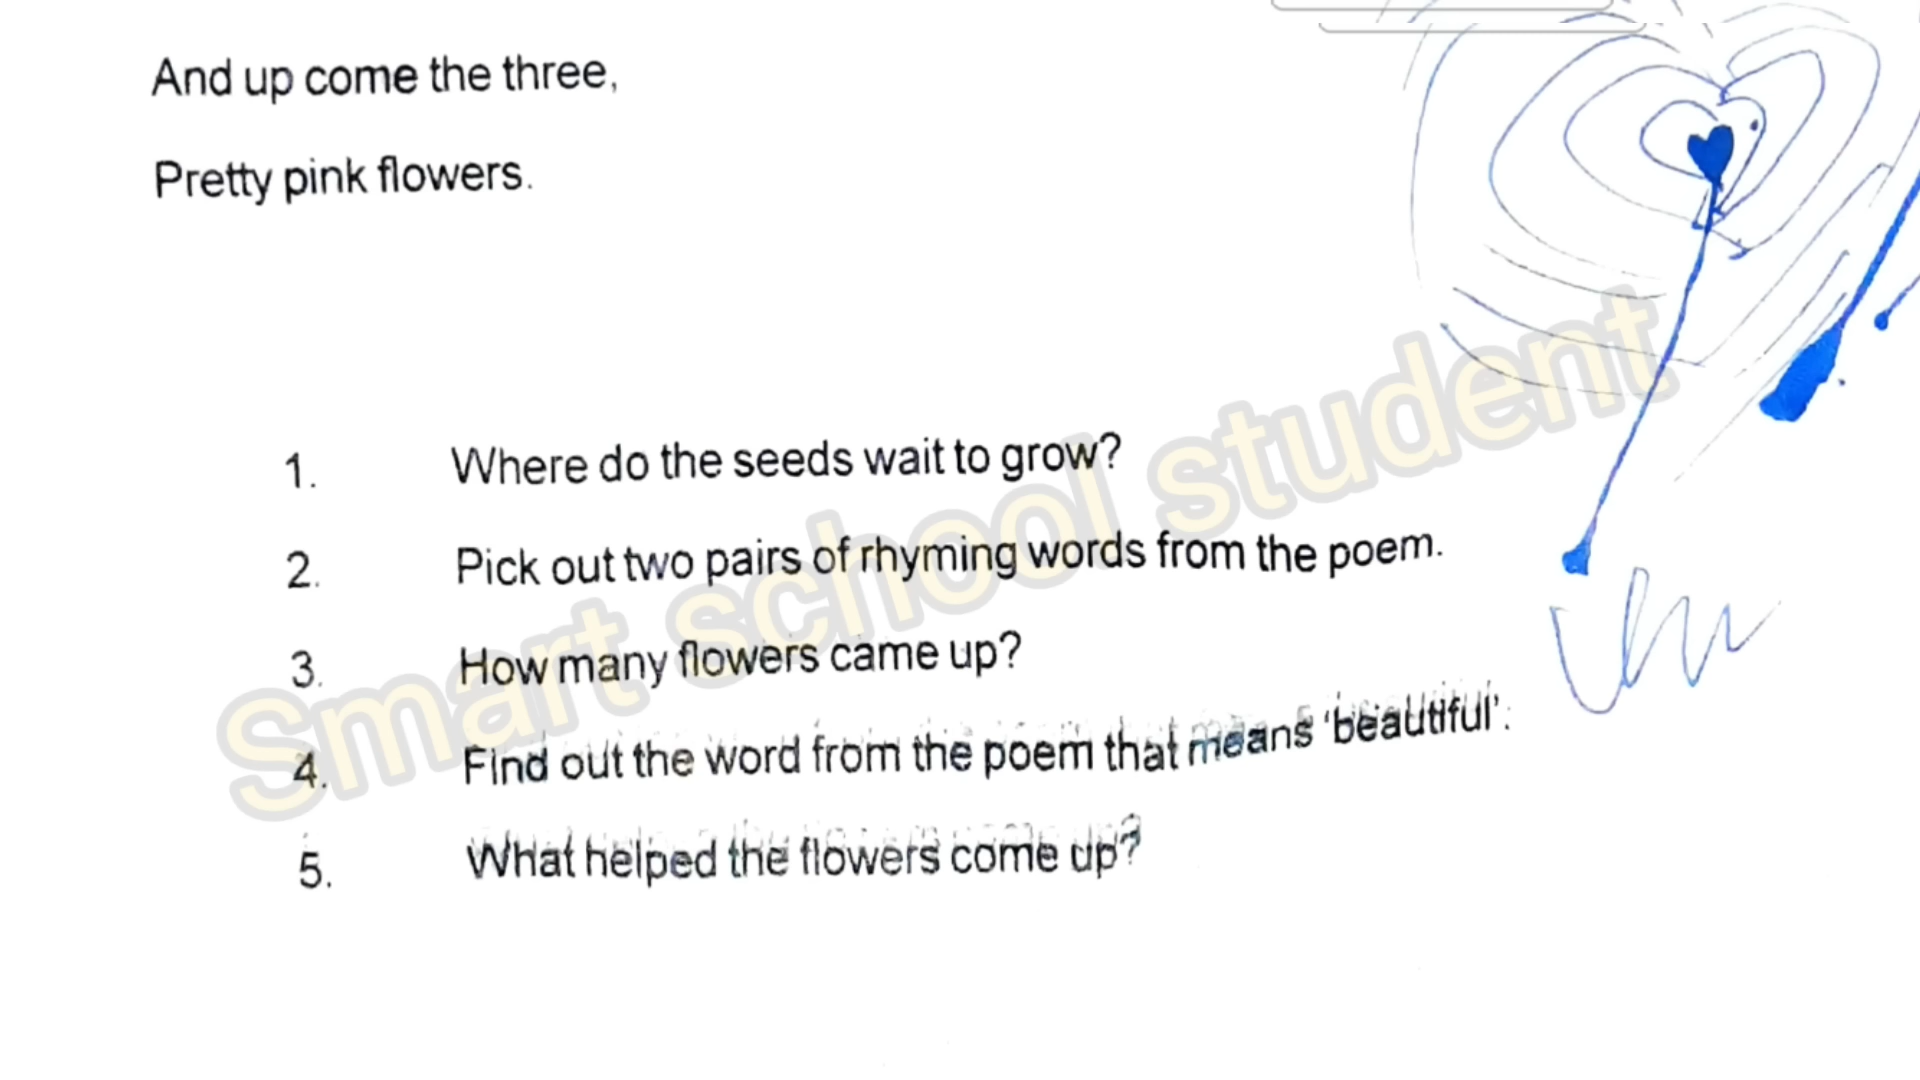 And up come the three,
Pretty pink flowers.
1. Where do the seeds wait to grow?
2. Pick out two pairs of rhyming words from the poem.
3. How many flowers came up?
4. Find out the word from the poem that means 'beautiful'.
5. What helped the flowers come up?
Smart school student